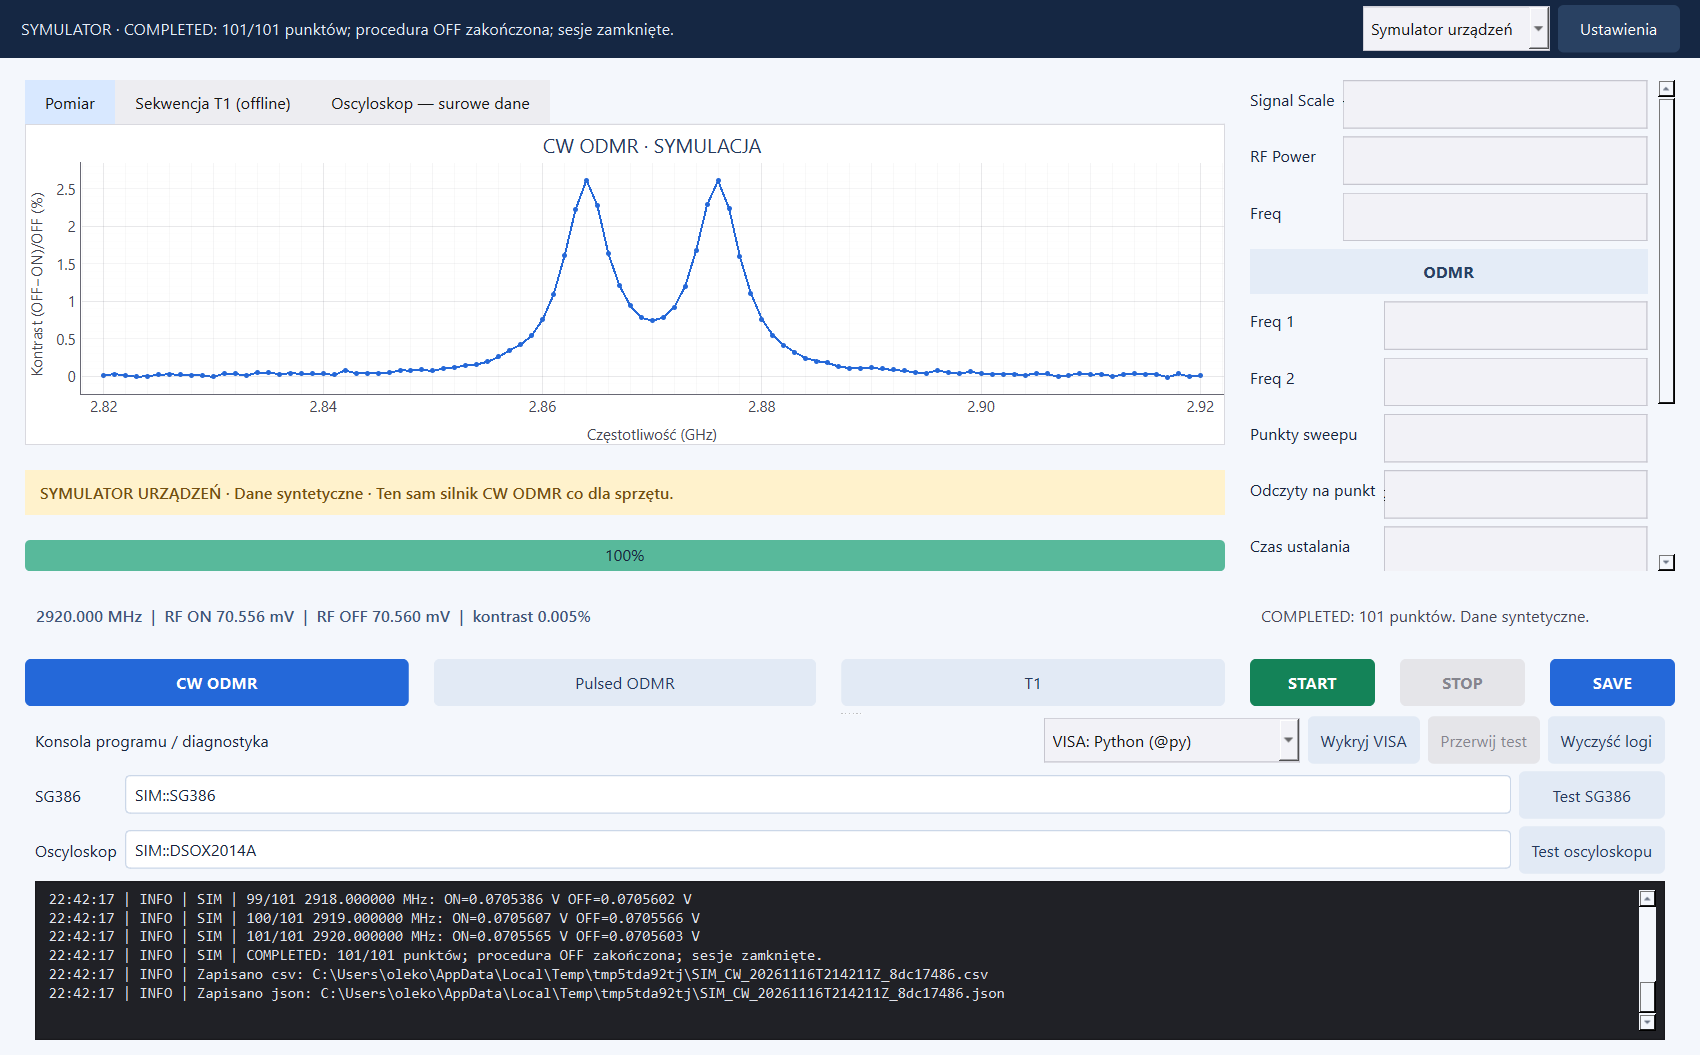 SYMULATOR · COMPLETED: 101/101 punktów; procedura OFF zakończona; sesje zamknięte.
Symulator urządzeń
Ustawienia
Pomiar
Sekwencja T1 (offline)
Oscyloskop — surowe dane
CW ODMR · SYMULACJA
Kontrast (OFF−ON)/OFF (%)
2.5
2
1.5
1
0.5
0
2.82
2.84
2.86
2.88
2.90
2.92
Częstotliwość (GHz)
Signal Scale
RF Power
Freq
ODMR
Freq 1
Freq 2
Punkty sweepu
Odczyty na punkt
Czas ustalania
SYMULATOR URZĄDZEŃ · Dane syntetyczne · Ten sam silnik CW ODMR co dla sprzętu.
100%
2920.000 MHz | RF ON 70.556 mV | RF OFF 70.560 mV | kontrast 0.005%
COMPLETED: 101 punktów. Dane syntetyczne.
CW ODMR
Pulsed ODMR
T1
START
STOP
SAVE
Konsola programu / diagnostyka
VISA: Python (@py)
Wykryj VISA
Przerwij test
Wyczyść logi
SG386
SIM::SG386
Test SG386
Oscyloskop
SIM::DSOX2014A
Test oscyloskopu
22:42:17 | INFO | SIM | 99/101 2918.000000 MHz: ON=0.0705386 V OFF=0.0705602 V
22:42:17 | INFO | SIM | 100/101 2919.000000 MHz: ON=0.0705607 V OFF=0.0705566 V
22:42:17 | INFO | SIM | 101/101 2920.000000 MHz: ON=0.0705565 V OFF=0.0705603 V
22:42:17 | INFO | SIM | COMPLETED: 101/101 punktów; procedura OFF zakończona; sesje zamknięte.
22:42:17 | INFO | Zapisano csv: C:\Users\oleko\AppData\Local\Temp\tmp5tda92tj\SIM_CW_20261116T214211Z_8dc17486.csv
22:42:17 | INFO | Zapisano json: C:\Users\oleko\AppData\Local\Temp\tmp5tda92tj\SIM_CW_20261116T214211Z_8dc17486.json